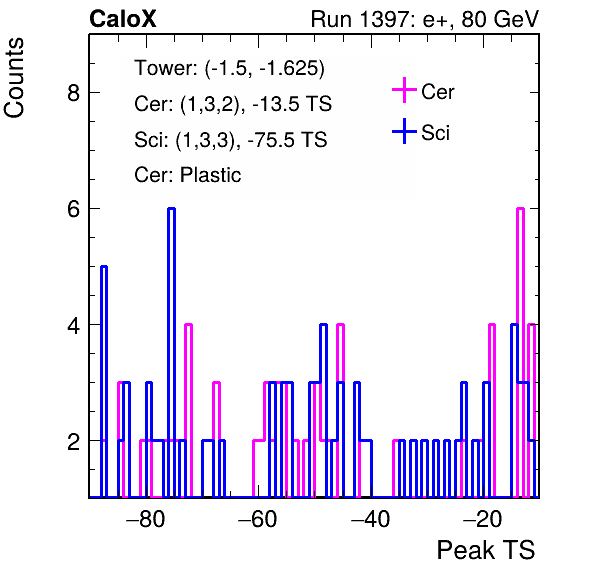 CaloX Run 1397: e+, 80 GeV
Counts
Tower: (-1.5, -1.625)
Cer: (1,3,2), -13.5 TS
Sci: (1,3,3), -75.5 TS
Cer: Plastic
Cer
Sci
8
6
4
2
−80 −60 −40 −20
Peak TS